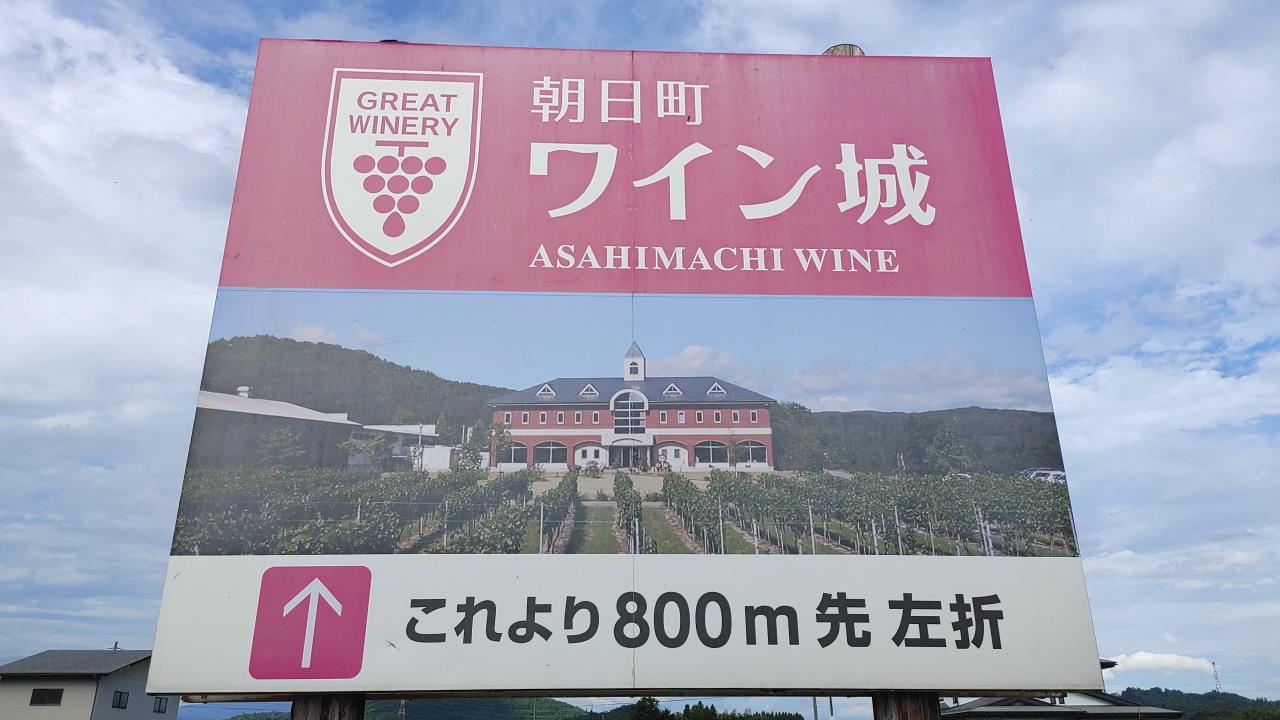 GREAT
WINERY
朝日町
ワイン城
ASAHIMACHI WINE
これより800m先 左折